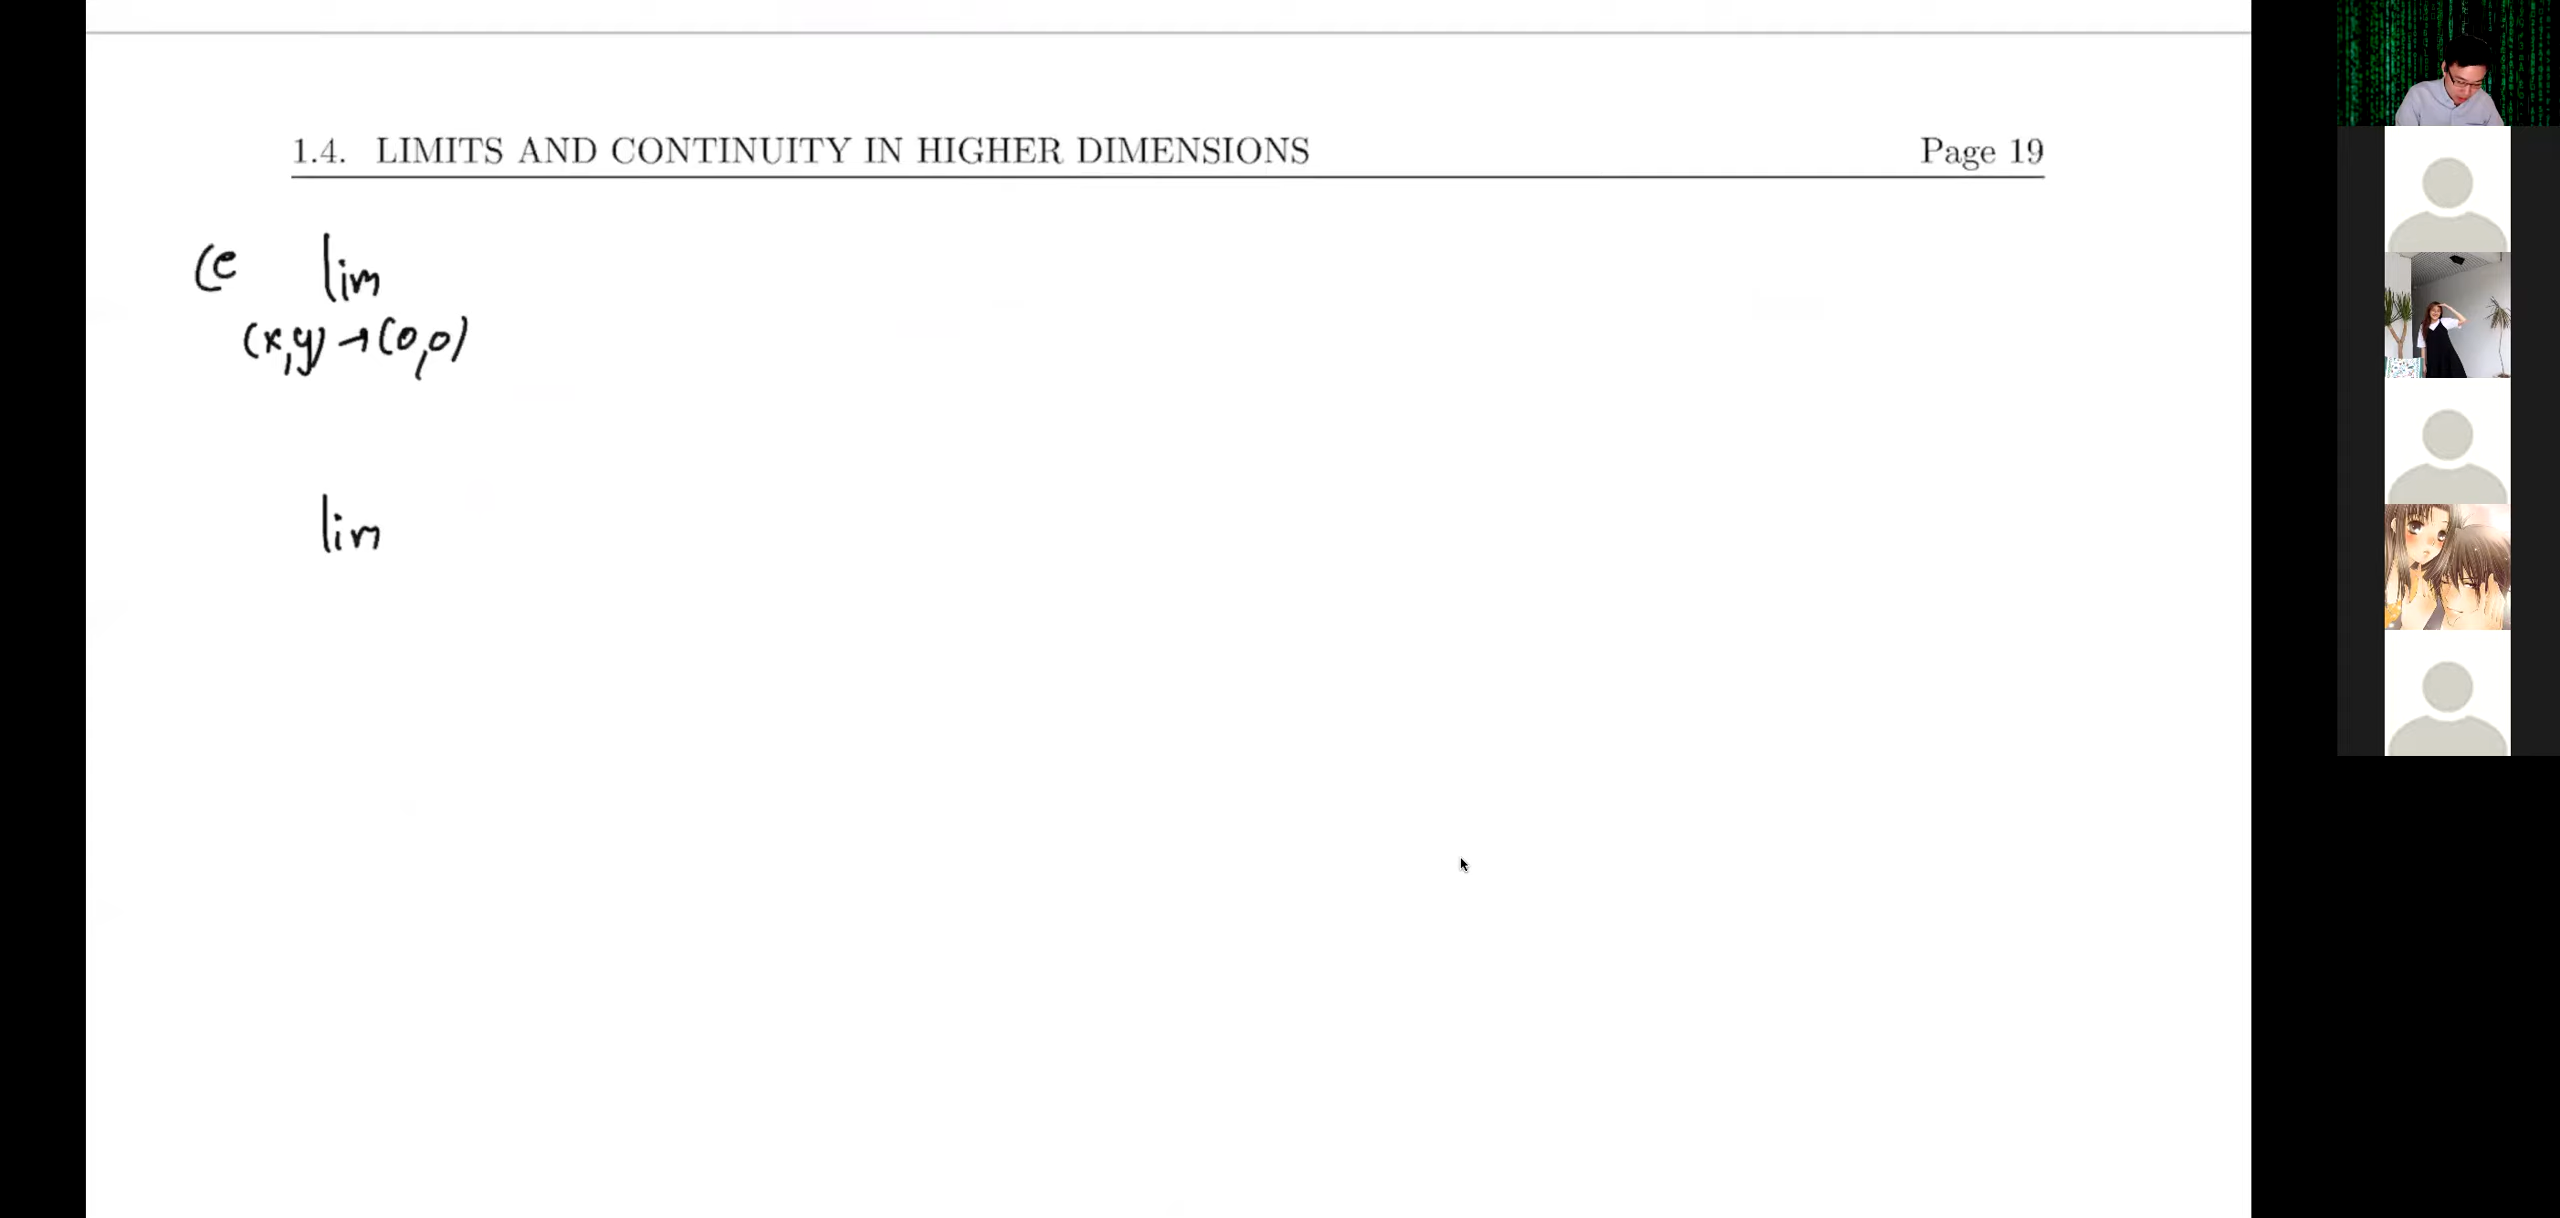 1.4. LIMITS AND CONTINUITY IN HIGHER DIMENSIONS Page 19
(e lim
(x,y)→(0,0)
lim